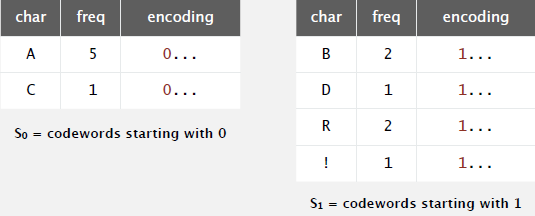 char freq encoding
A 5 0...
C 1 0...
S₀ = codewords starting with 0
char freq encoding
B 2 1...
D 1 1...
R 2 1...
! 1 1...
S₁ = codewords starting with 1